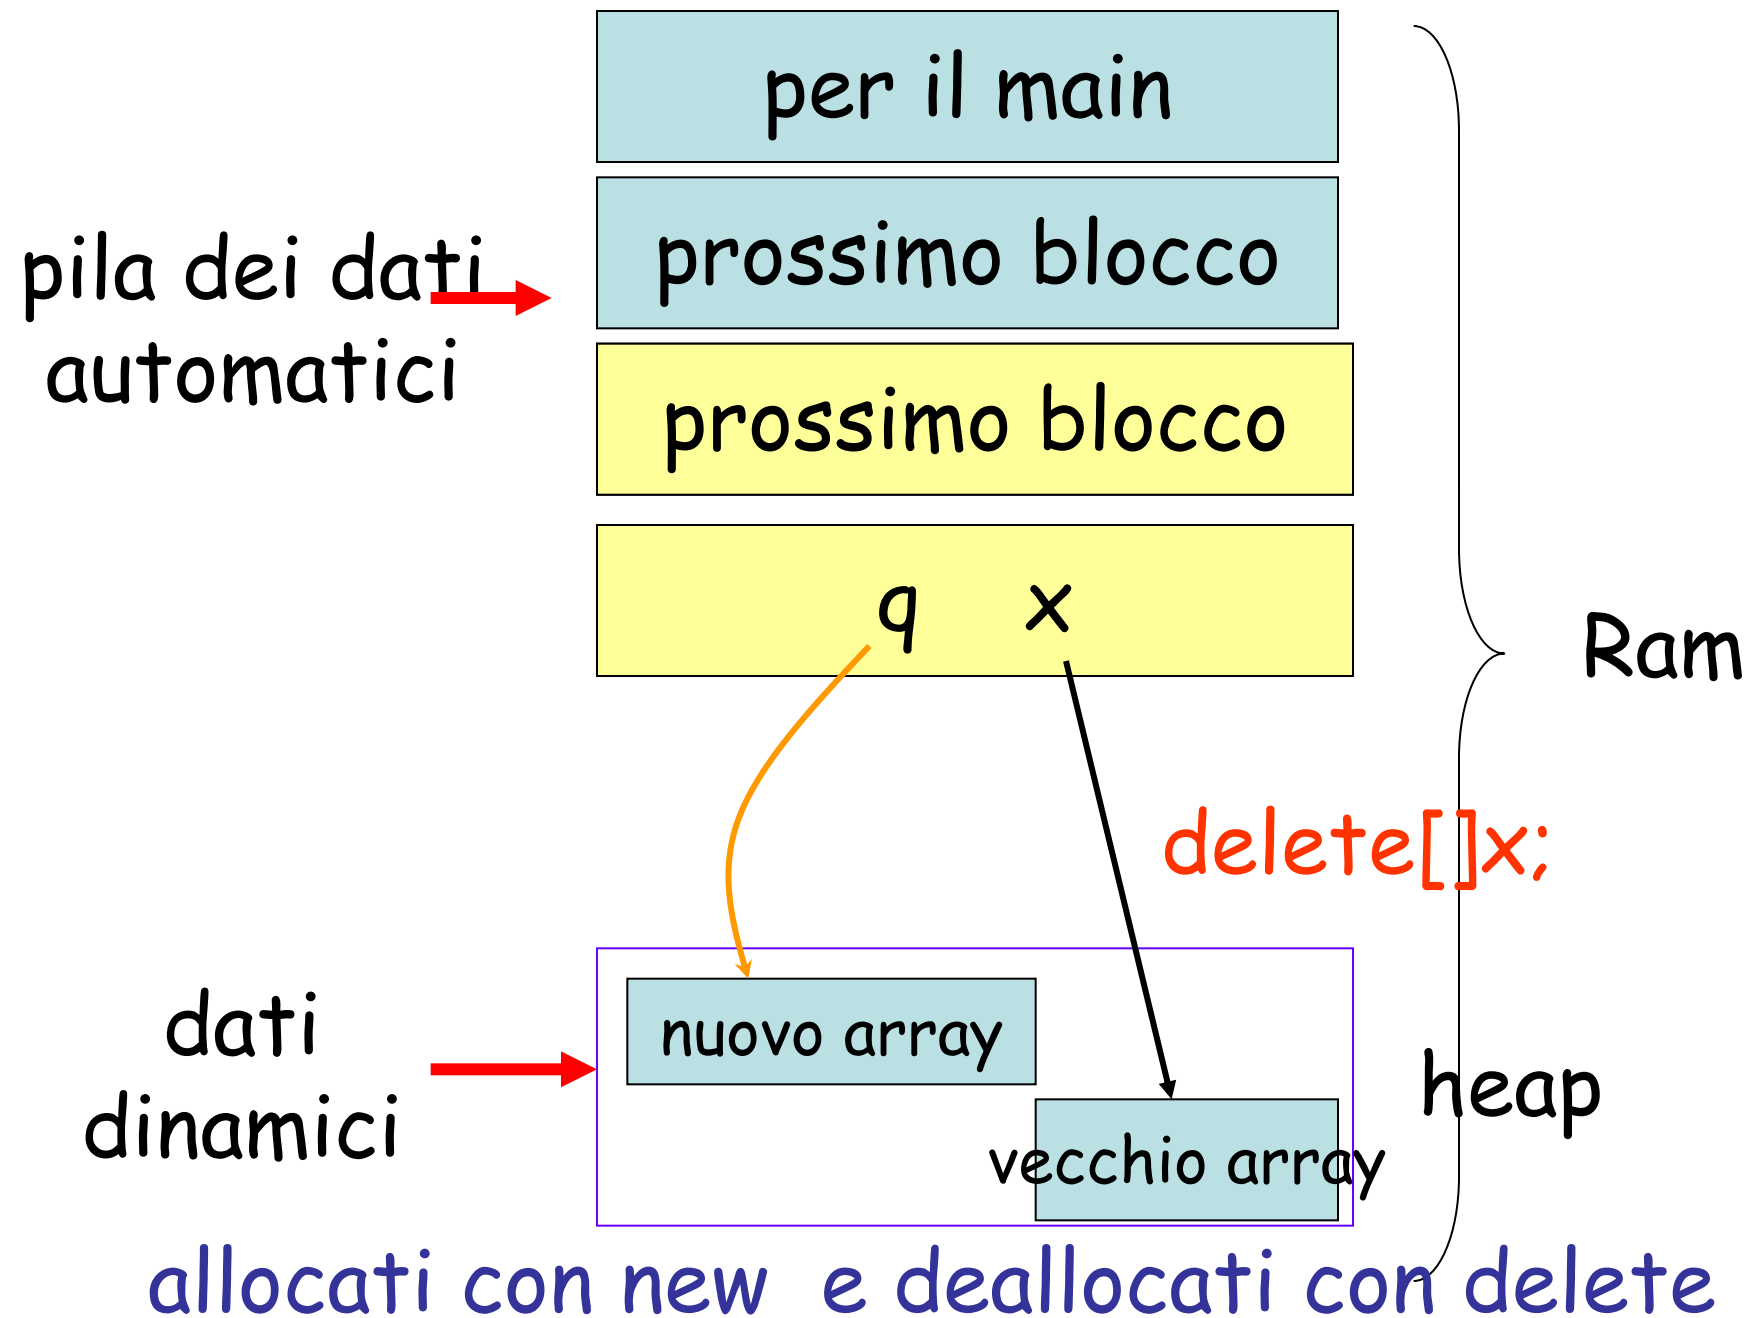 per il main
prossimo blocco
pila dei dati
automatici
prossimo blocco
q x
Ram
delete[]x;
dati
dinamici
nuovo array
heap
vecchio array
allocati con new e deallocati con delete